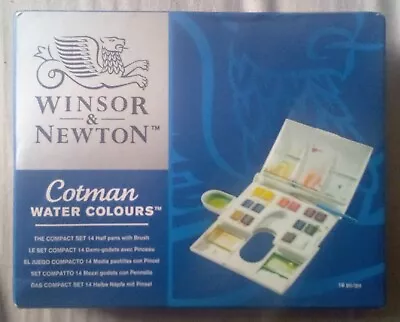 WINSOR
&
NEWTON™
Cotman
WATER COLOURS™
THE COMPACT SET 14 Half pans with Brush
LE SET COMPACT 14 Demi-godets avec Pinceau
EL JUEGO COMPACTO 14 Media pastillas con Pincel
SET COMPATTO 14 Mezzi godets con Pennello
DAS COMPACT SET 14 Halbe Näpfe mit Pinsel